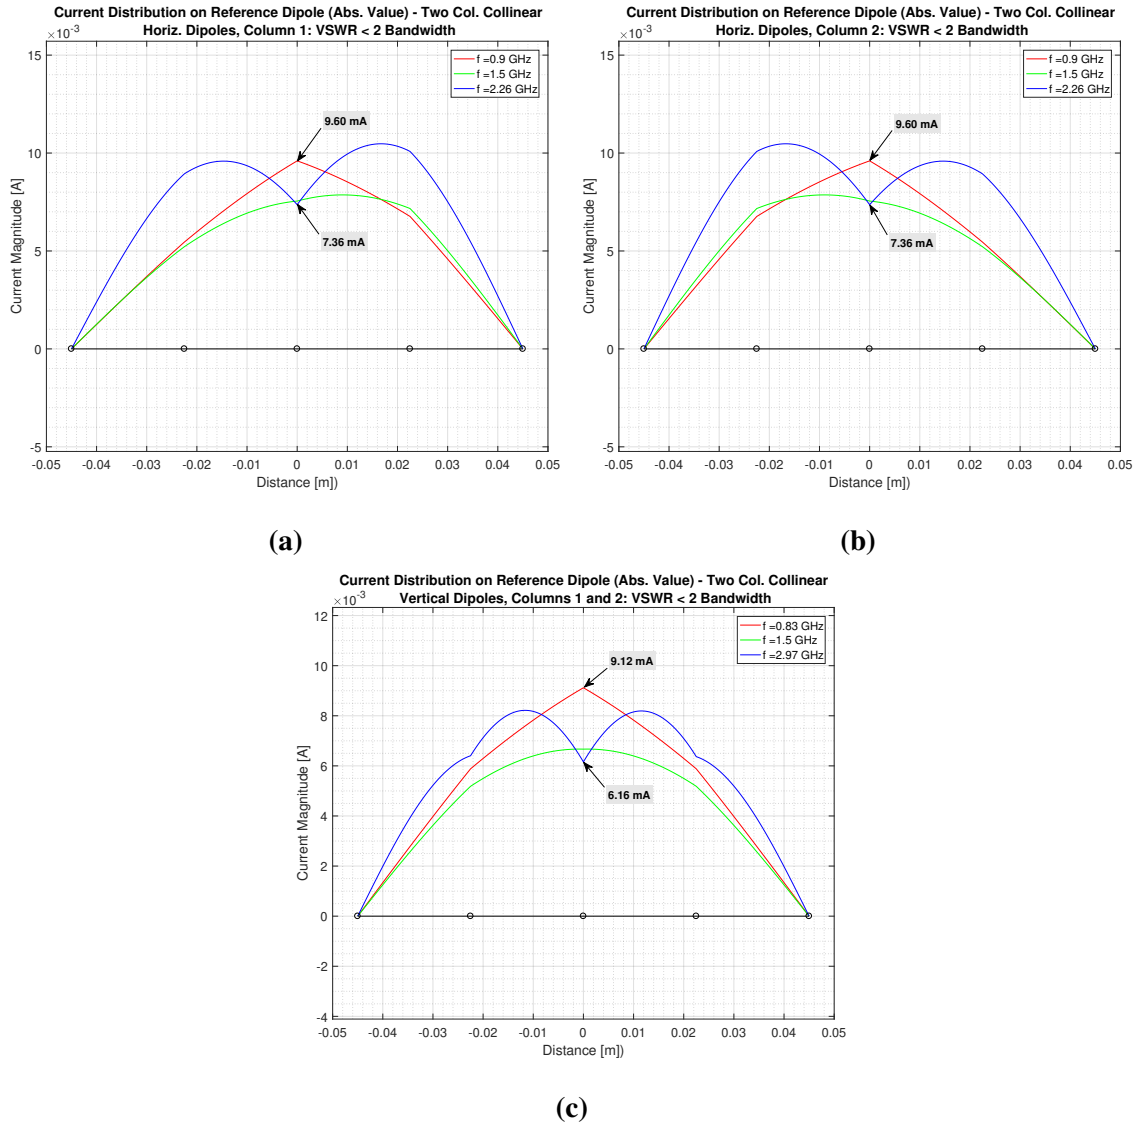 Current Distribution on Reference Dipole (Abs. Value) - Two Col. Collinear
Horiz. Dipoles, Column 1: VSWR < 2 Bandwidth
×10⁻³
15
10
5
0
-5
Current Magnitude [A]
f =0.9 GHz
f =1.5 GHz
f =2.26 GHz
9.60 mA
7.36 mA
-0.05 -0.04 -0.03 -0.02 -0.01 0 0.01 0.02 0.03 0.04 0.05
Distance [m])
(a)
Current Distribution on Reference Dipole (Abs. Value) - Two Col. Collinear
Horiz. Dipoles, Column 2: VSWR < 2 Bandwidth
×10⁻³
15
10
5
0
-5
Current Magnitude [A]
f =0.9 GHz
f =1.5 GHz
f =2.26 GHz
9.60 mA
7.36 mA
-0.05 -0.04 -0.03 -0.02 -0.01 0 0.01 0.02 0.03 0.04 0.05
Distance [m])
(b)
Current Distribution on Reference Dipole (Abs. Value) - Two Col. Collinear
Vertical Dipoles, Columns 1 and 2: VSWR < 2 Bandwidth
×10⁻³
12
10
8
6
4
2
0
-2
-4
Current Magnitude [A]
f =0.83 GHz
f =1.5 GHz
f =2.97 GHz
9.12 mA
6.16 mA
-0.05 -0.04 -0.03 -0.02 -0.01 0 0.01 0.02 0.03 0.04 0.05
Distance [m])
(c)